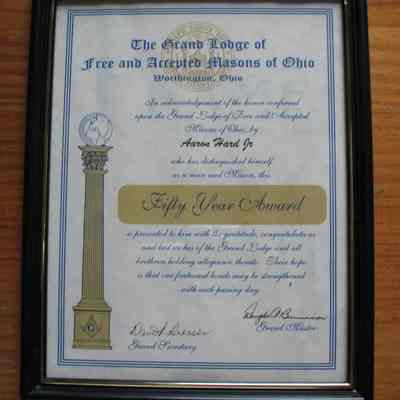 The Grand Lodge of
Free and Accepted Masons of Ohio
Worthington, Ohio
In acknowledgement of the honor conferred
upon the Grand Lodge of Free and Accepted
Masons of Ohio, by
Aaron Hard Jr
who has distinguished himself
as a man and Mason, this
Fifty Year Award
is presented to him with gratitude, congratulations
and best wishes of the Grand Lodge and all
brethren holding allegiance thereto. Their hope
is that our fraternal bonds may be strengthened
with each passing day.
Grand Master
Grand Secretary
G